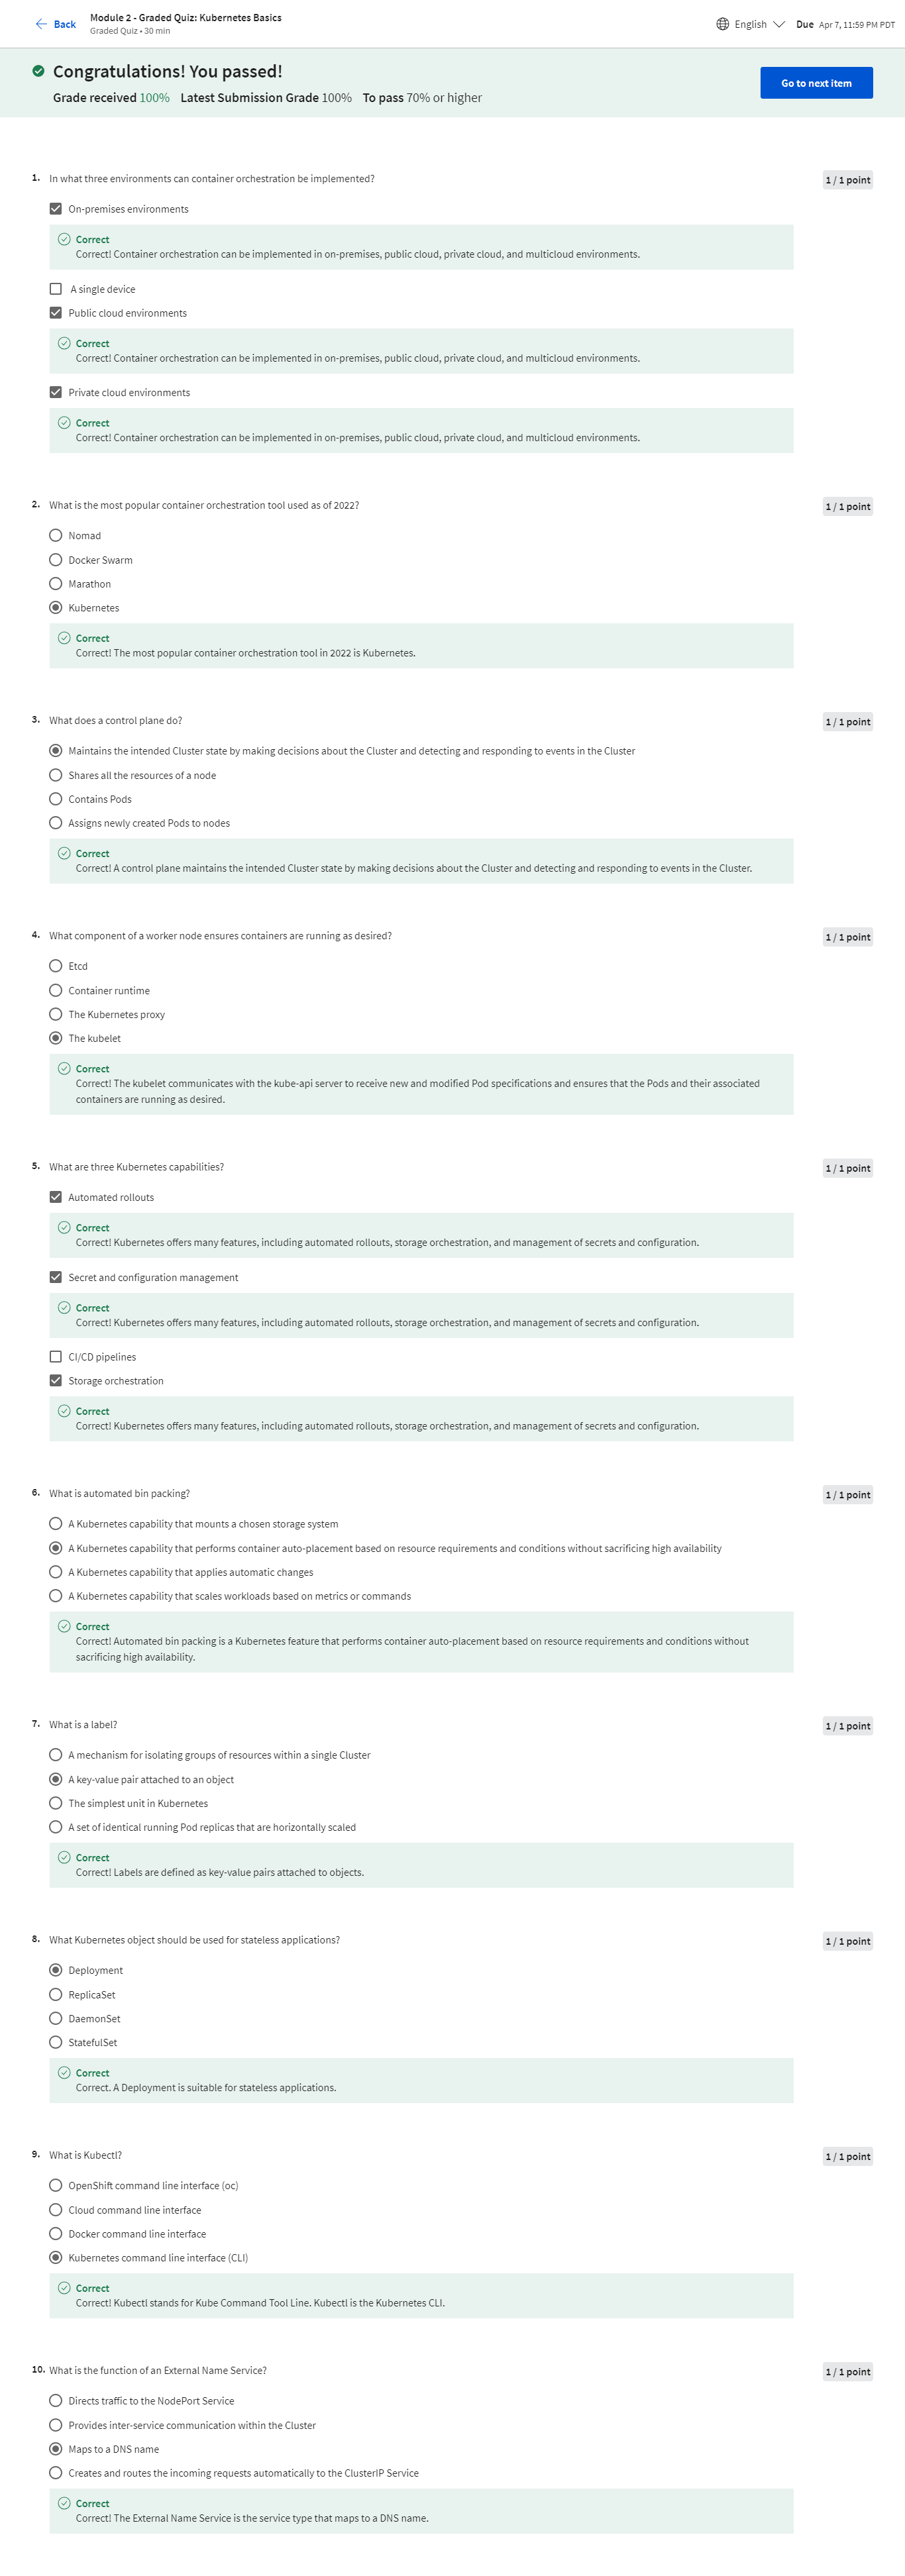 Back
Module 2 - Graded Quiz: Kubernetes Basics
Graded Quiz • 30 min
English
Due Apr 7, 11:59 PM PDT
Congratulations! You passed!
Grade received 100% Latest Submission Grade 100% To pass 70% or higher
Go to next item
1. In what three environments can container orchestration be implemented?
1 / 1 point
On-premises environments
Correct
Correct! Container orchestration can be implemented in on-premises, public cloud, private cloud, and multicloud environments.
A single device
Public cloud environments
Correct
Correct! Container orchestration can be implemented in on-premises, public cloud, private cloud, and multicloud environments.
Private cloud environments
Correct
Correct! Container orchestration can be implemented in on-premises, public cloud, private cloud, and multicloud environments.
2. What is the most popular container orchestration tool used as of 2022?
1 / 1 point
Nomad
Docker Swarm
Marathon
Kubernetes
Correct
Correct! The most popular container orchestration tool in 2022 is Kubernetes.
3. What does a control plane do?
1 / 1 point
Maintains the intended Cluster state by making decisions about the Cluster and detecting and responding to events in the Cluster
Shares all the resources of a node
Contains Pods
Assigns newly created Pods to nodes
Correct
Correct! A control plane maintains the intended Cluster state by making decisions about the Cluster and detecting and responding to events in the Cluster.
4. What component of a worker node ensures containers are running as desired?
1 / 1 point
Etcd
Container runtime
The Kubernetes proxy
The kubelet
Correct
Correct! The kubelet communicates with the kube-api server to receive new and modified Pod specifications and ensures that the Pods and their associated
containers are running as desired.
5. What are three Kubernetes capabilities?
1 / 1 point
Automated rollouts
Correct
Correct! Kubernetes offers many features, including automated rollouts, storage orchestration, and management of secrets and configuration.
Secret and configuration management
Correct
Correct! Kubernetes offers many features, including automated rollouts, storage orchestration, and management of secrets and configuration.
CI/CD pipelines
Storage orchestration
Correct
Correct! Kubernetes offers many features, including automated rollouts, storage orchestration, and management of secrets and configuration.
6. What is automated bin packing?
1 / 1 point
A Kubernetes capability that mounts a chosen storage system
A Kubernetes capability that performs container auto-placement based on resource requirements and conditions without sacrificing high availability
A Kubernetes capability that applies automatic changes
A Kubernetes capability that scales workloads based on metrics or commands
Correct
Correct! Automated bin packing is a Kubernetes feature that performs container auto-placement based on resource requirements and conditions without
sacrificing high availability.
7. What is a label?
1 / 1 point
A mechanism for isolating groups of resources within a single Cluster
A key-value pair attached to an object
The simplest unit in Kubernetes
A set of identical running Pod replicas that are horizontally scaled
Correct
Correct! Labels are defined as key-value pairs attached to objects.
8. What Kubernetes object should be used for stateless applications?
1 / 1 point
Deployment
ReplicaSet
DaemonSet
StatefulSet
Correct
Correct. A Deployment is suitable for stateless applications.
9. What is Kubectl?
1 / 1 point
OpenShift command line interface (oc)
Cloud command line interface
Docker command line interface
Kubernetes command line interface (CLI)
Correct
Correct! Kubectl stands for Kube Command Tool Line. Kubectl is the Kubernetes CLI.
10. What is the function of an External Name Service?
1 / 1 point
Directs traffic to the NodePort Service
Provides inter-service communication within the Cluster
Maps to a DNS name
Creates and routes the incoming requests automatically to the ClusterIP Service
Correct
Correct! The External Name Service is the service type that maps to a DNS name.